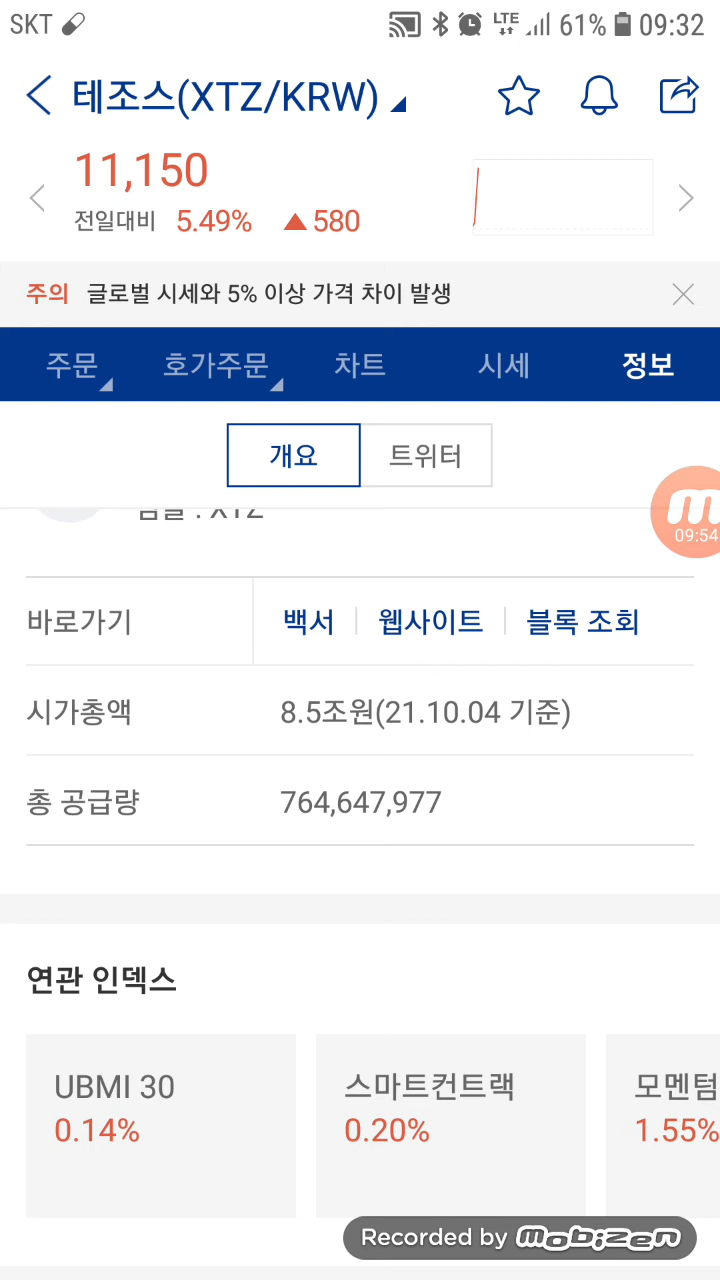 SKT LTE 61% 09:32
테조스(XTZ/KRW)
11,150
전일대비 5.49% ▲580
주의 글로벌 시세와 5% 이상 가격 차이 발생
주문 호가주문 차트 시세 정보
개요 트위터
심볼 : XTZ
09:54
바로가기 백서 웹사이트 블록 조회
시가총액 8.5조원(21.10.04 기준)
총 공급량 764,647,977
연관 인덱스
UBMI 30 스마트컨트랙 모멘텀
0.14% 0.20% 1.55%
Recorded by mobizen